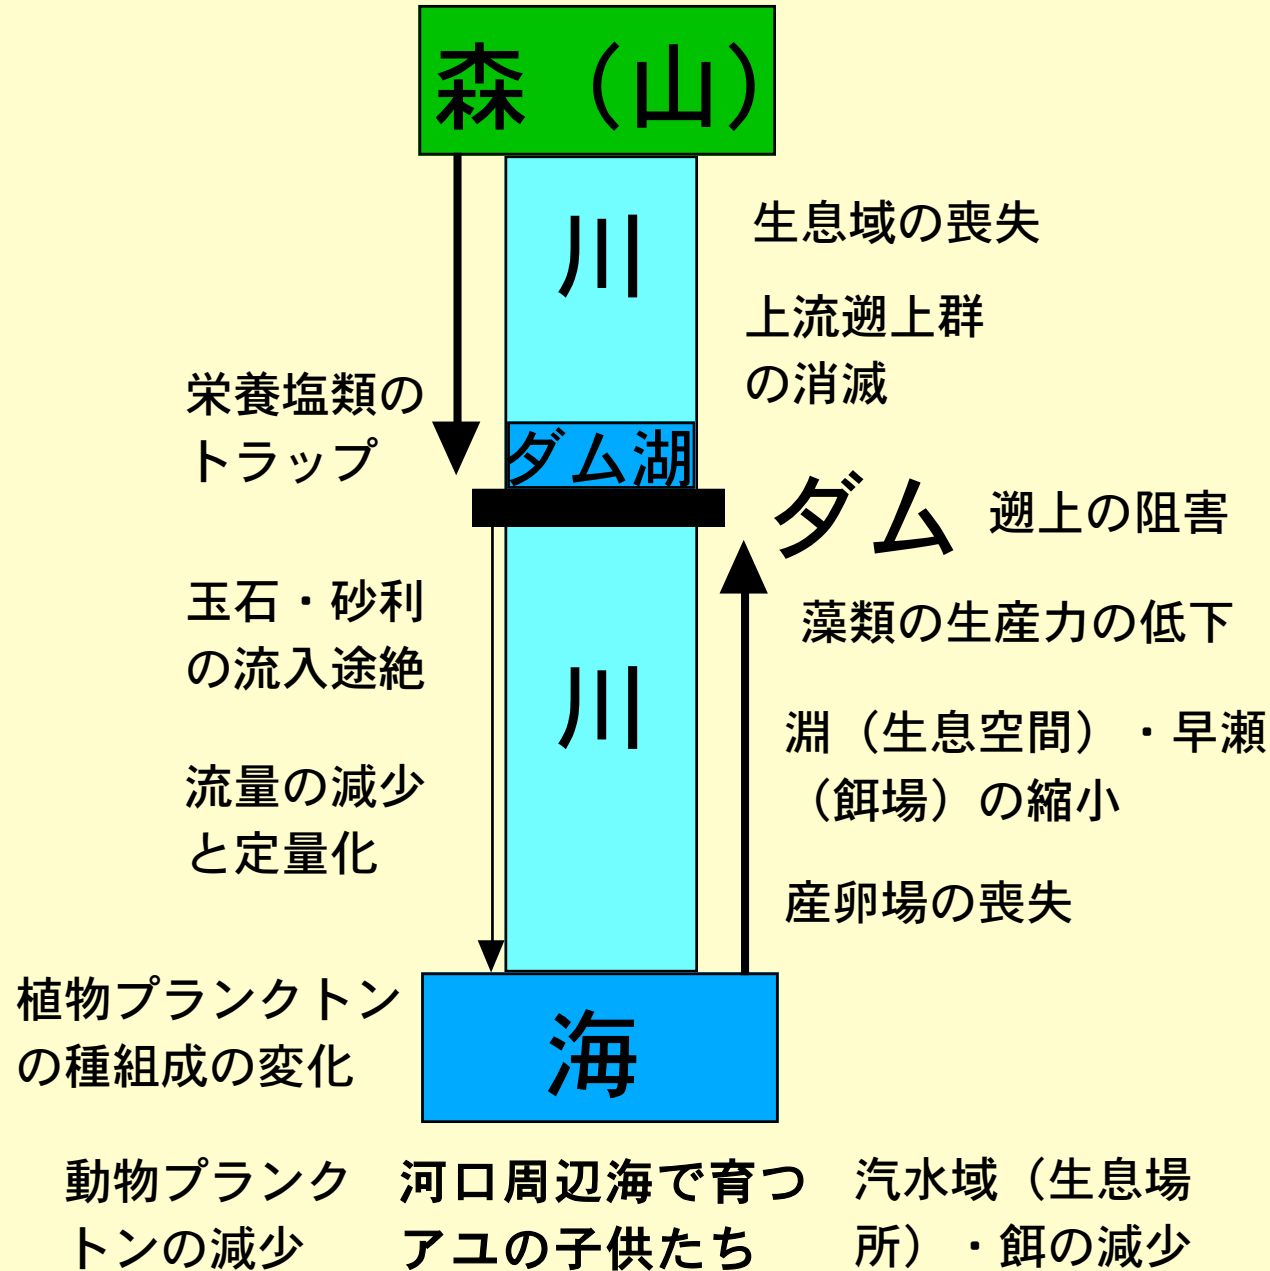 森（山）
川
生息域の喪失
上流遡上群
の消滅
栄養塩類の
トラップ
ダム湖
ダム
遡上の阻害
玉石・砂利
の流入途絶
藻類の生産力の低下
川
淵（生息空間）・早瀬
（餌場）の縮小
流量の減少
と定量化
産卵場の喪失
植物プランクトン
の種組成の変化
海
動物プランク
トンの減少
河口周辺海で育つ
アユの子供たち
汽水域（生息場
所）・餌の減少